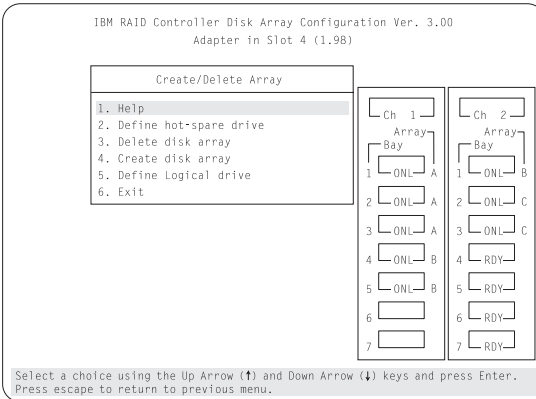 IBM RAID Controller Disk Array Configuration Ver. 3.00
Adapter in Slot 4 (1.98)
Create/Delete Array
1. Help
2. Define hot-spare drive
3. Delete disk array
4. Create disk array
5. Define Logical drive
6. Exit
Ch 1
Array
Bay
1 ONL A
2 ONL A
3 ONL A
4 ONL B
5 ONL B
6
7
Ch 2
Array
Bay
1 ONL B
2 ONL C
3 ONL C
4 RDY
5 RDY
6 RDY
7 RDY
Select a choice using the Up Arrow (↑) and Down Arrow (↓) keys and press Enter.
Press escape to return to previous menu.